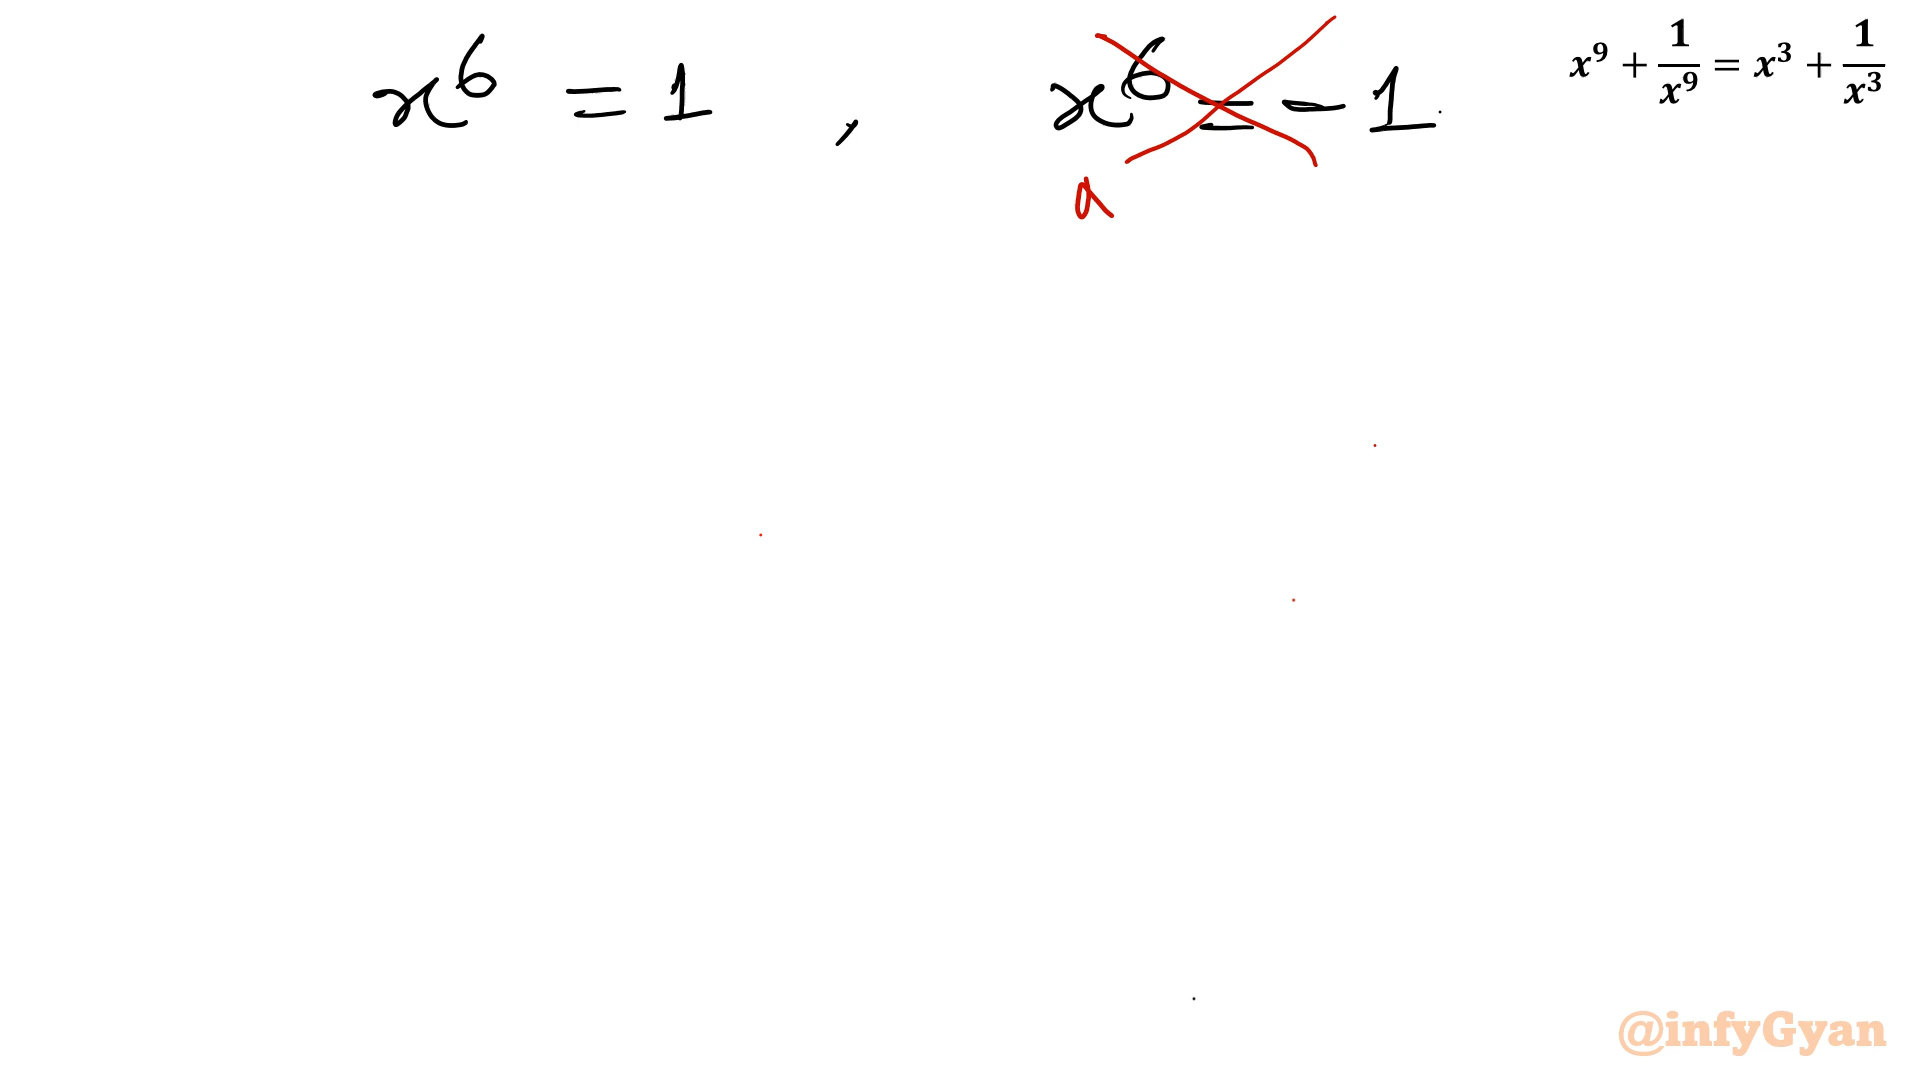 x⁶ = 1 , x⁶ = -1
x⁹ + 1/x⁹ = x³ + 1/x³
a
@infyGyan